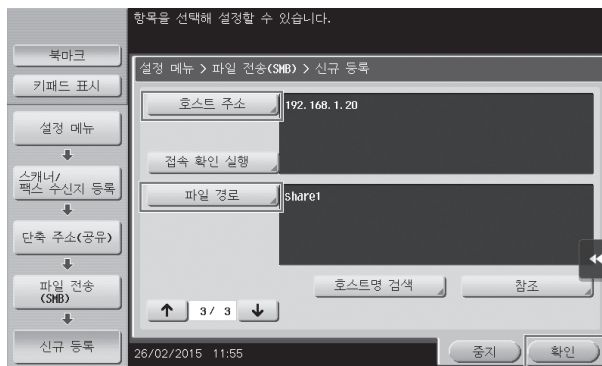 항목을 선택해 설정할 수 있습니다.
북마크
키패드 표시
설정 메뉴
스캐너/
팩스 수신지 등록
단축 주소(공유)
파일 전송
(SMB)
신규 등록
설정 메뉴 > 파일 전송(SMB) > 신규 등록
호스트 주소
192.168.1.20
접속 확인 실행
파일 경로
share1
호스트명 검색
참조
↑ 3/ 3 ↓
26/02/2015 11:55
중지
확인